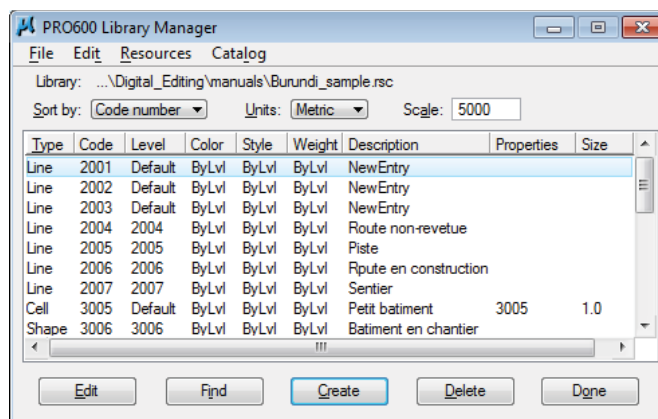 PRO600 Library Manager
File Edit Resources Catalog
Library: ...\Digital_Editing\manuals\Burundi_sample.rsc
Sort by: Code number Units: Metric Scale: 5000
Type Code Level Color Style Weight Description Properties Size
Line 2001 Default ByLvl ByLvl ByLvl NewEntry
Line 2002 Default ByLvl ByLvl ByLvl NewEntry
Line 2003 Default ByLvl ByLvl ByLvl NewEntry
Line 2004 2004 ByLvl ByLvl ByLvl Route non-revetue
Line 2005 2005 ByLvl ByLvl ByLvl Piste
Line 2006 2006 ByLvl ByLvl ByLvl Rpute en construction
Line 2007 2007 ByLvl ByLvl ByLvl Sentier
Cell 3005 Default ByLvl ByLvl ByLvl Petit batiment 3005 1.0
Shape 3006 3006 ByLvl ByLvl ByLvl Batiment en chantier
Edit Find Create Delete Done